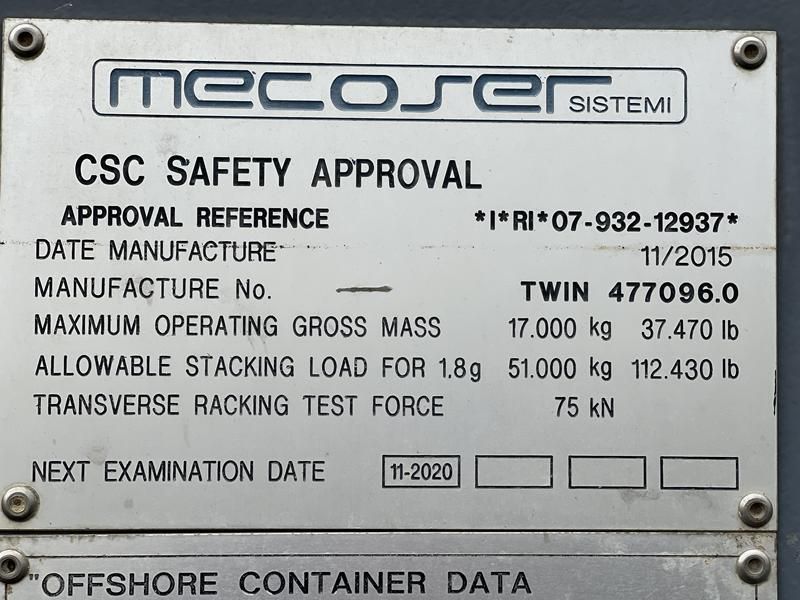 mecoser SISTEMI
CSC SAFETY APPROVAL
APPROVAL REFERENCE *I*RI*07-932-12937*
DATE MANUFACTURE 11/2015
MANUFACTURE No. TWIN 477096.0
MAXIMUM OPERATING GROSS MASS 17.000 kg 37.470 lb
ALLOWABLE STACKING LOAD FOR 1.8g 51.000 kg 112.430 lb
TRANSVERSE RACKING TEST FORCE 75 kN
NEXT EXAMINATION DATE 11-2020
"OFFSHORE CONTAINER DATA